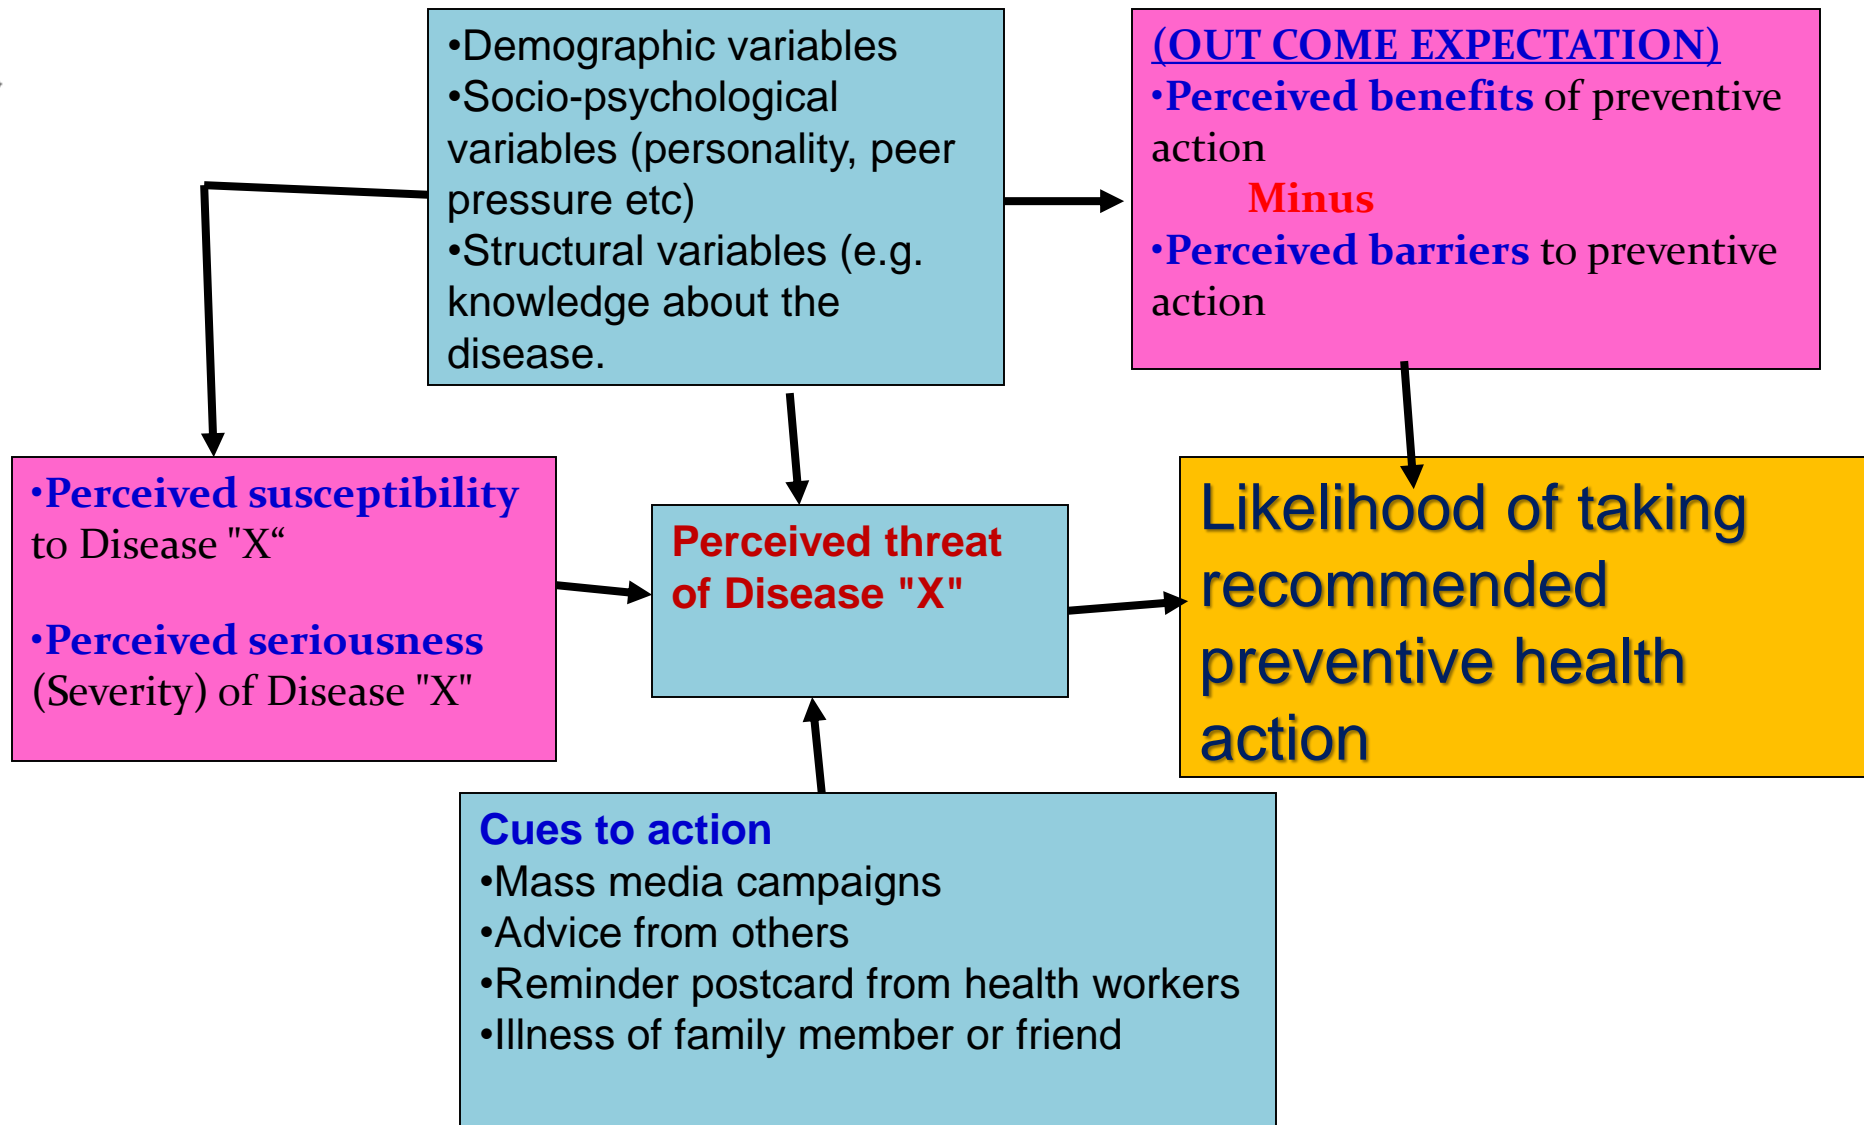 •Demographic variables
•Socio-psychological
variables (personality, peer
pressure etc)
•Structural variables (e.g.
knowledge about the
disease.
(OUT COME EXPECTATION)
•Perceived benefits of preventive
action
Minus
•Perceived barriers to preventive
action
•Perceived susceptibility
to Disease "X“
•Perceived seriousness
(Severity) of Disease "X"
Perceived threat
of Disease "X"
Likelihood of taking
recommended
preventive health
action
Cues to action
•Mass media campaigns
•Advice from others
•Reminder postcard from health workers
•Illness of family member or friend